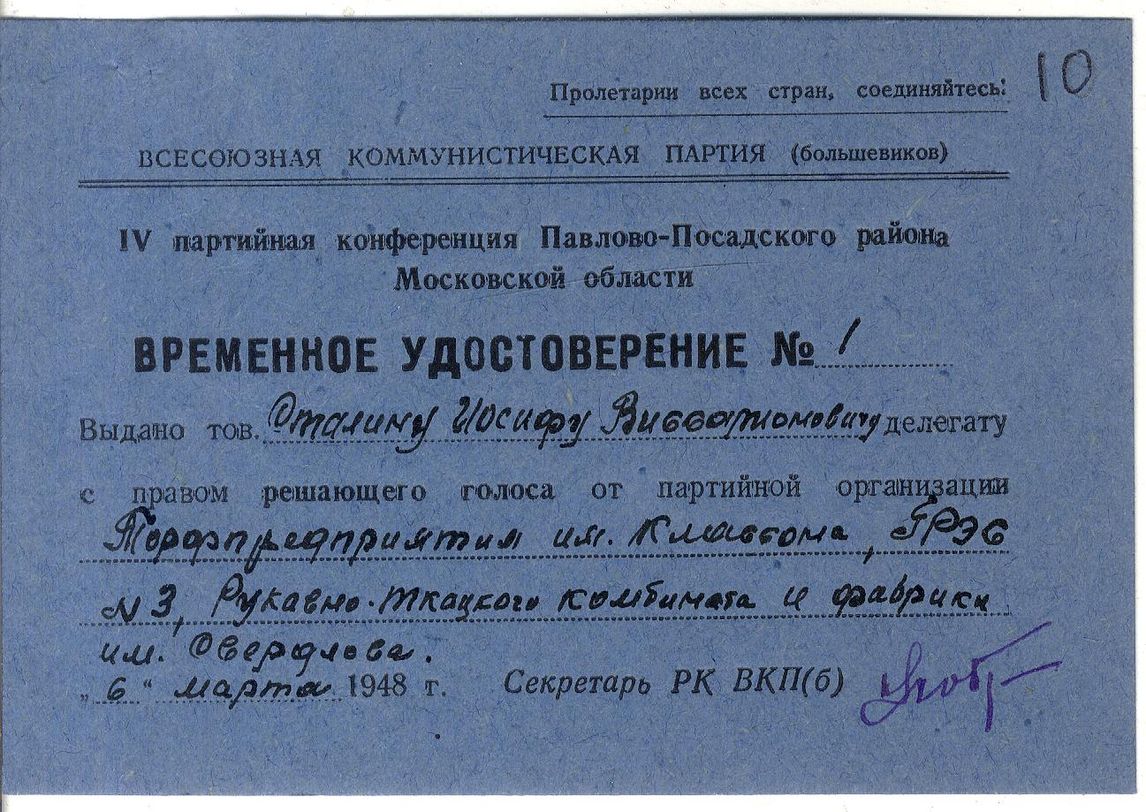 10
Пролетарии всех стран, соединяйтесь!
ВСЕСОЮЗНАЯ КОММУНИСТИЧЕСКАЯ ПАРТИЯ (большевиков)
IV партийная конференция Павлово-Посадского района
Московской области
ВРЕМЕННОЕ УДОСТОВЕРЕНИЕ № 1
Выдано тов. Сталину Иосифу Виссарионовичу делегату
с правом решающего голоса от партийной организации
Торфпредприятия им. Классона, ГРЭС
№ 3, Рукавно-ткацкого комбината и фабрики
им. Свердлова.
„ 6 “ марта 1948 г. Секретарь РК ВКП(б)